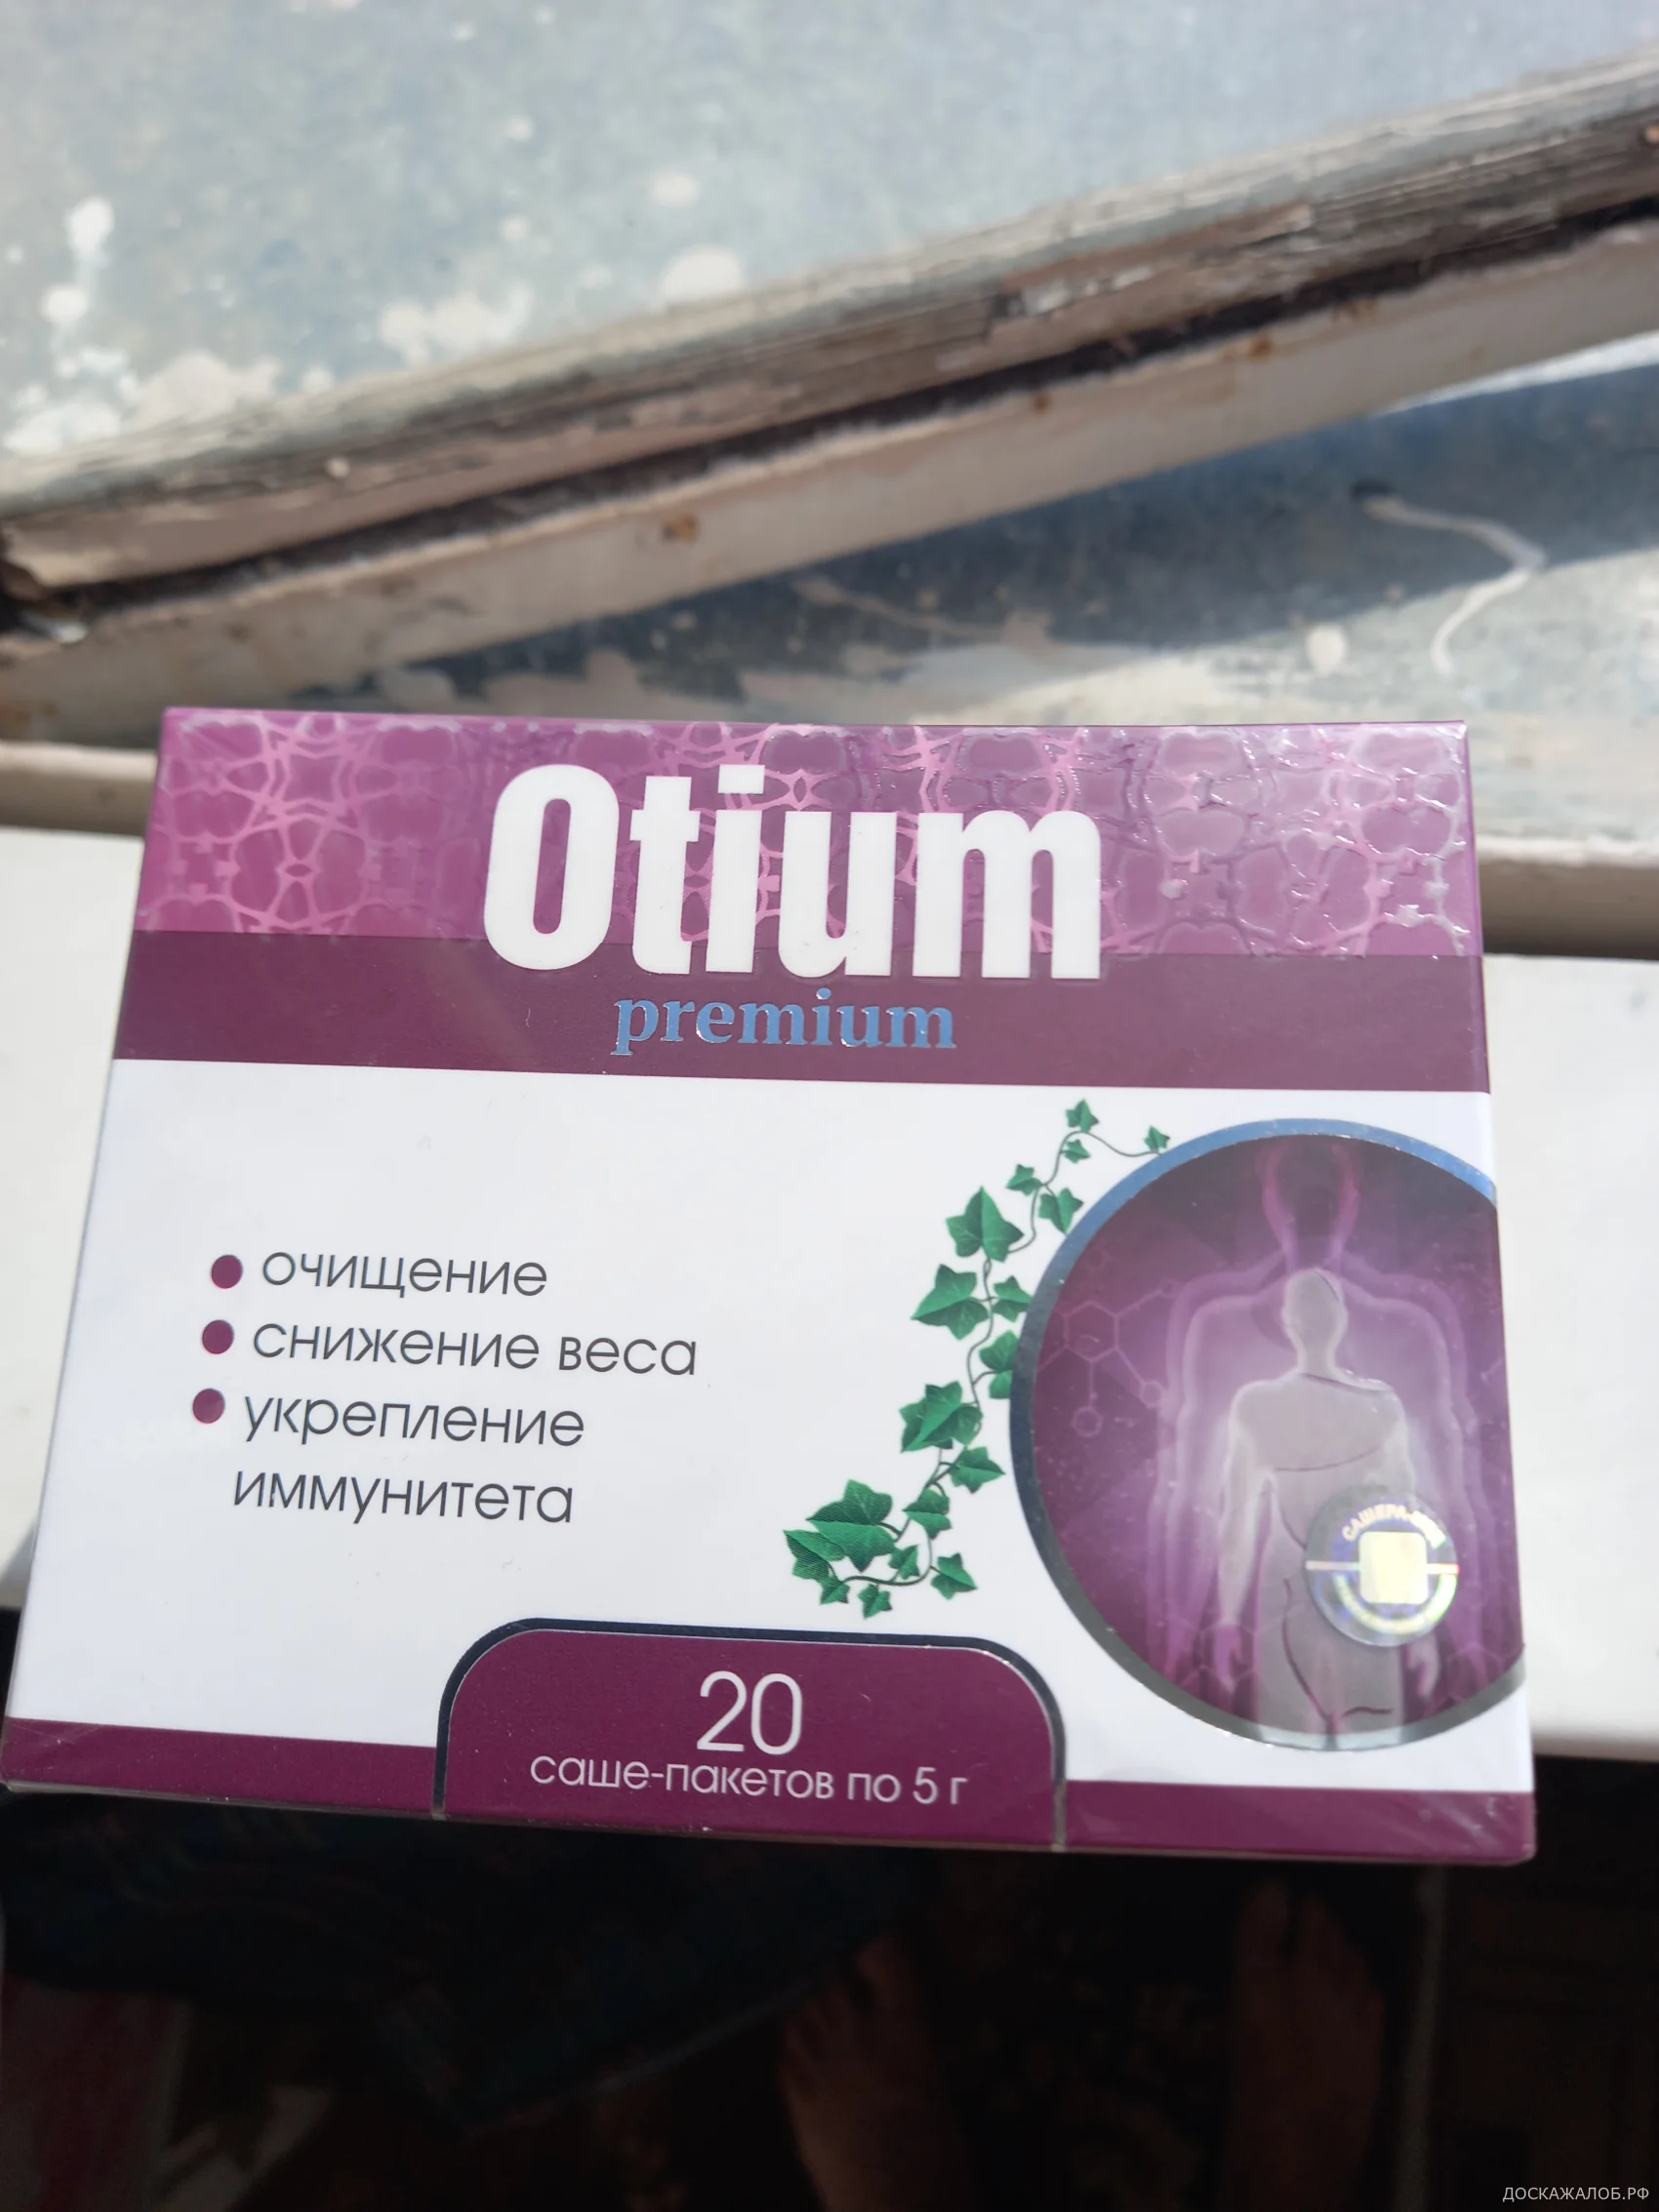 Otium
premium
очищение
снижение веса
укрепление
иммунитета
20
саше-пакетов по 5 г
ДОСКАЖАЛОБ.РФ